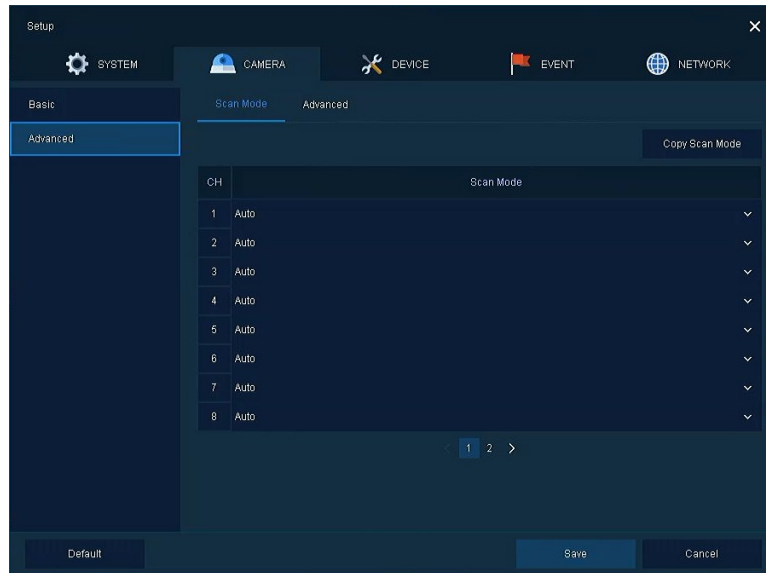 Setup
SYSTEM CAMERA DEVICE EVENT NETWORK
Basic Scan Mode Advanced
Advanced Copy Scan Mode
CH Scan Mode
1 Auto
2 Auto
3 Auto
4 Auto
5 Auto
6 Auto
7 Auto
8 Auto
1 2
Default Save Cancel